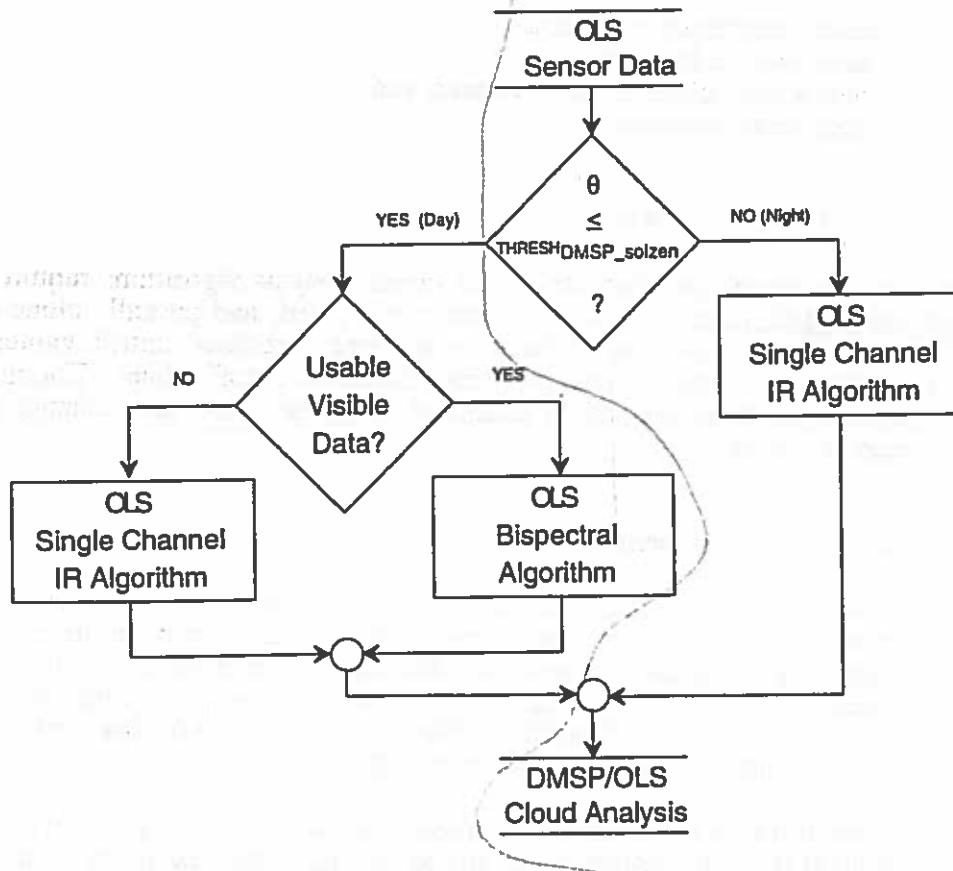 OLS
Sensor Data
θ
≤
THRESHDMSP_solzen
?
YES (Day)
NO (Night)
Usable
Visible
Data?
NO
YES
OLS
Single Channel
IR Algorithm
OLS
Single Channel
IR Algorithm
OLS
Bispectral
Algorithm
DMSP/OLS
Cloud Analysis